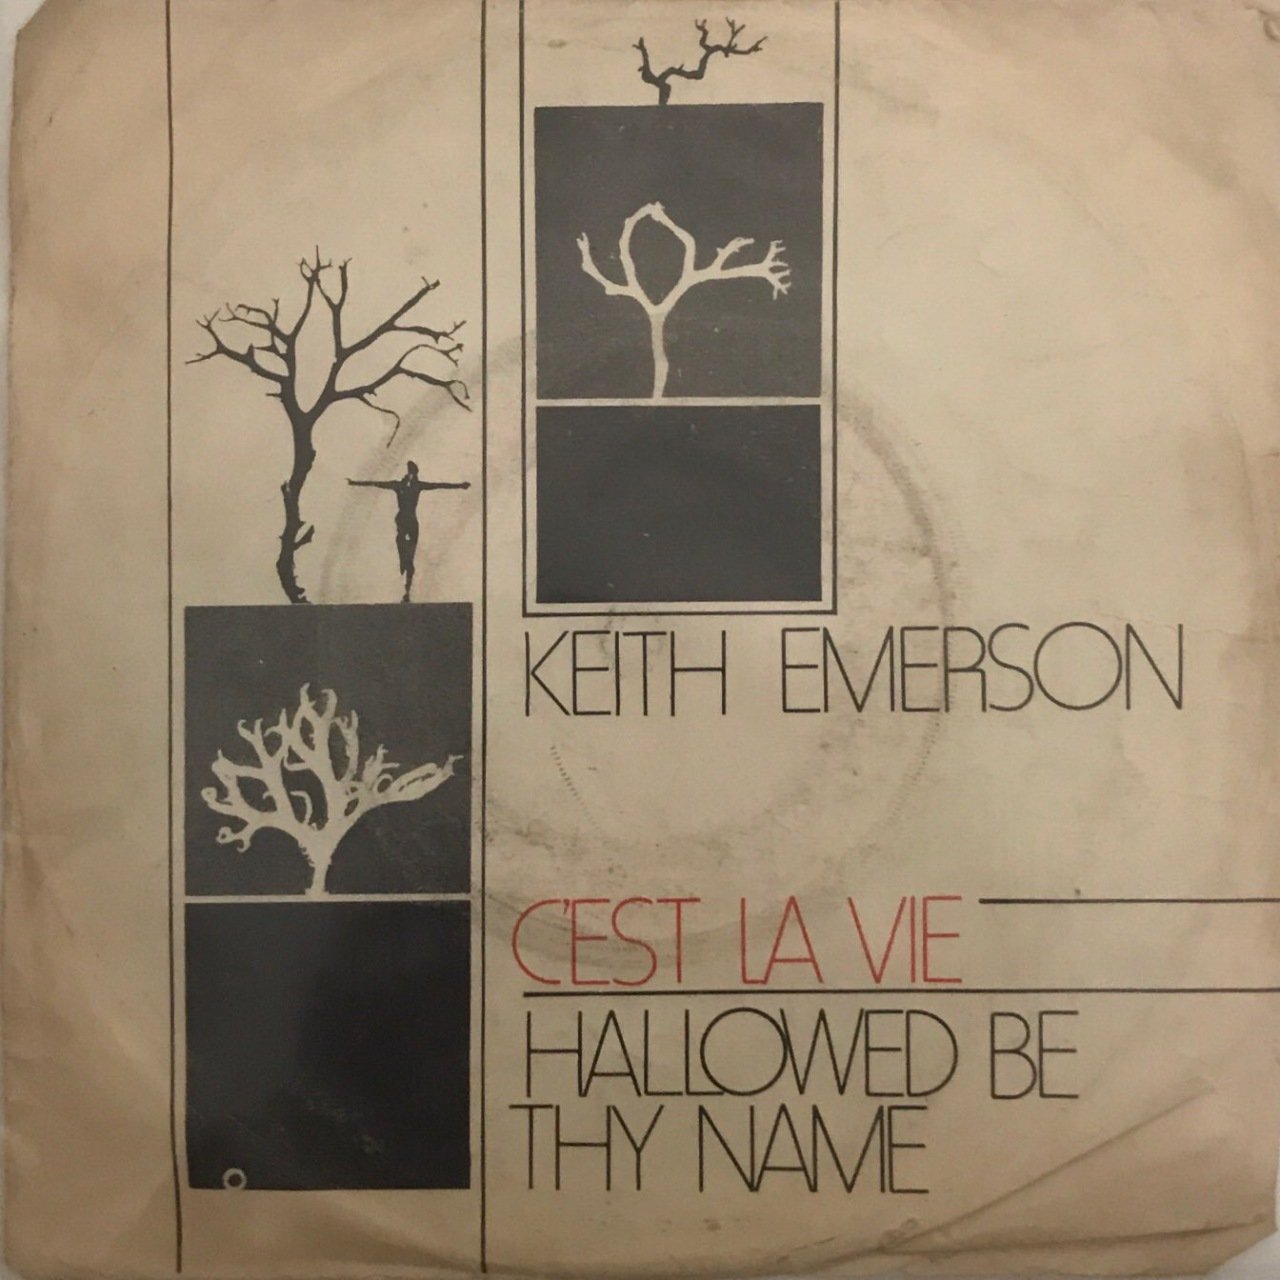 KEITH EMERSON
C'EST LA VIE
HALLOWED BE
THY NAME